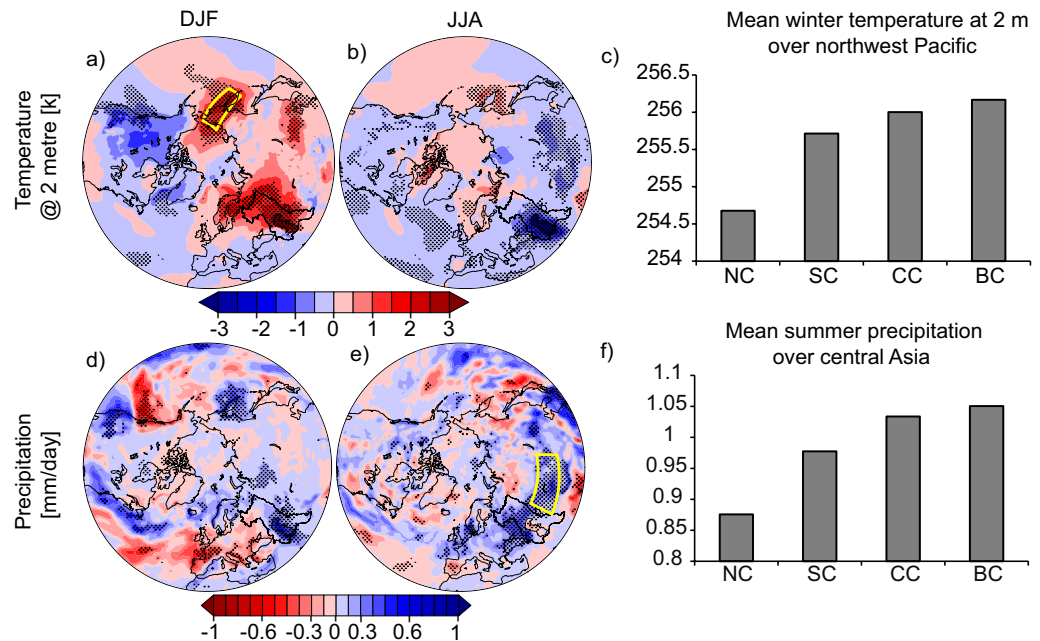 DJF
JJA
Mean winter temperature at 2 m
over northwest Pacific
a)
b)
c)
Temperature
@ 2 metre [k]
256.5
256
255.5
255
254.5
254
NC SC CC BC
-3 -2 -1 0 1 2 3
Mean summer precipitation
over central Asia
d)
e)
f)
Precipitation
[mm/day]
1.1
1.05
1
0.95
0.9
0.85
0.8
NC SC CC BC
-1 -0.6 -0.3 0 0.3 0.6 1